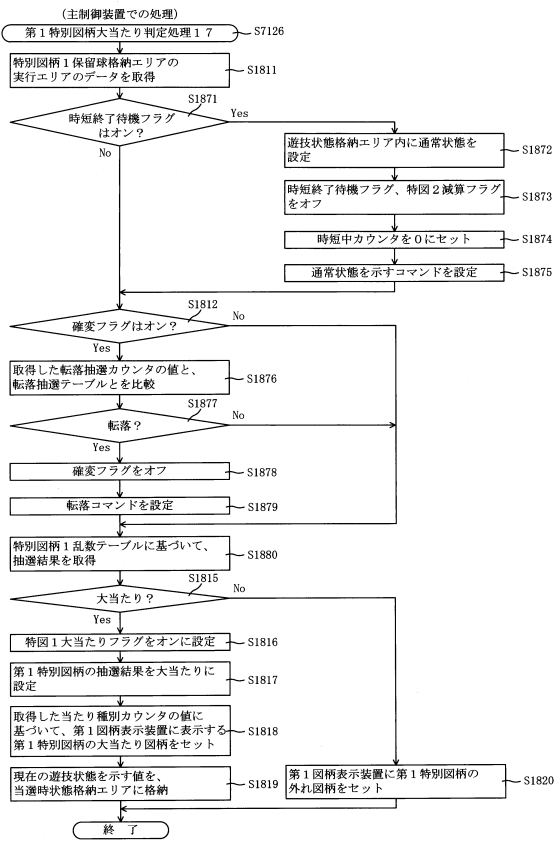 （主制御装置での処理）
第１特別図柄大当たり判定処理１７
S7126
特別図柄１保留球格納エリアの
実行エリアのデータを取得
S1811
S1871
時短終了待機フラグ
はオン？
Yes
No
遊技状態格納エリア内に通常状態を
設定
S1872
時短終了待機フラグ、特図２減算フラグ
をオフ
S1873
時短中カウンタを０にセット
S1874
通常状態を示すコマンドを設定
S1875
S1812
確変フラグはオン？
No
Yes
取得した転落抽選カウンタの値と、
転落抽選テーブルとを比較
S1876
S1877
転落？
No
Yes
確変フラグをオフ
S1878
転落コマンドを設定
S1879
特別図柄１乱数テーブルに基づいて、
抽選結果を取得
S1880
S1815
大当たり？
No
Yes
特図１大当たりフラグをオンに設定
S1816
第１特別図柄の抽選結果を大当たりに
設定
S1817
取得した当たり種別カウンタの値に
基づいて、第１図柄表示装置に表示する
第１特別図柄の大当たり図柄をセット
S1818
現在の遊技状態を示す値を、
当選時状態格納エリアに格納
S1819
第１図柄表示装置に第１特別図柄の
外れ図柄をセット
S1820
終 了